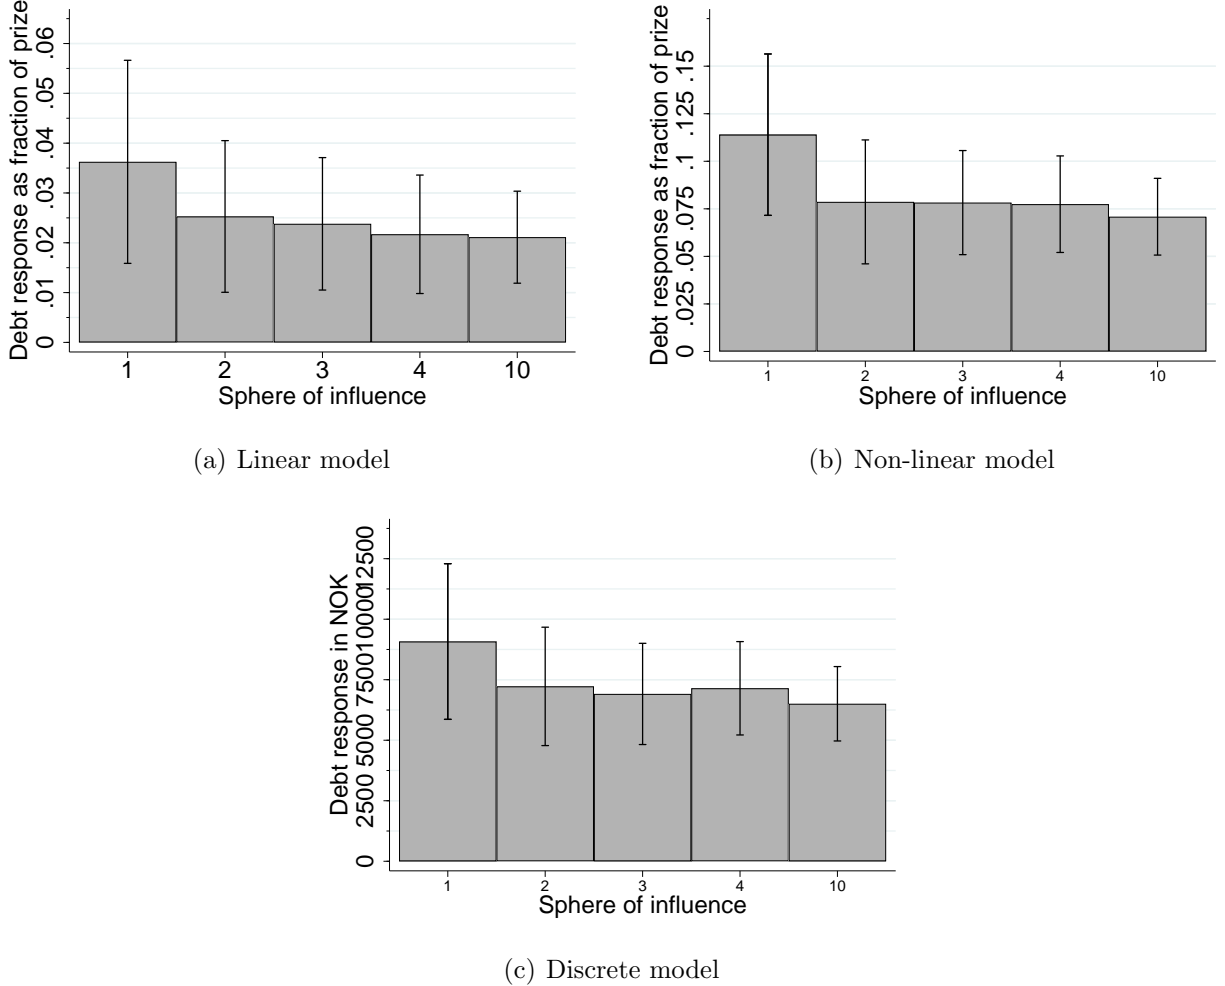 Debt response as fraction of prize
0 .01 .02 .03 .04 .05 .06
1 2 3 4 10
Sphere of influence
(a) Linear model
Debt response as fraction of prize
0 .025 .05 .075 .1 .125 .15
1 2 3 4 10
Sphere of influence
(b) Non-linear model
Debt response in NOK
0 2500 5000 7500 10000 12500
1 2 3 4 10
Sphere of influence
(c) Discrete model